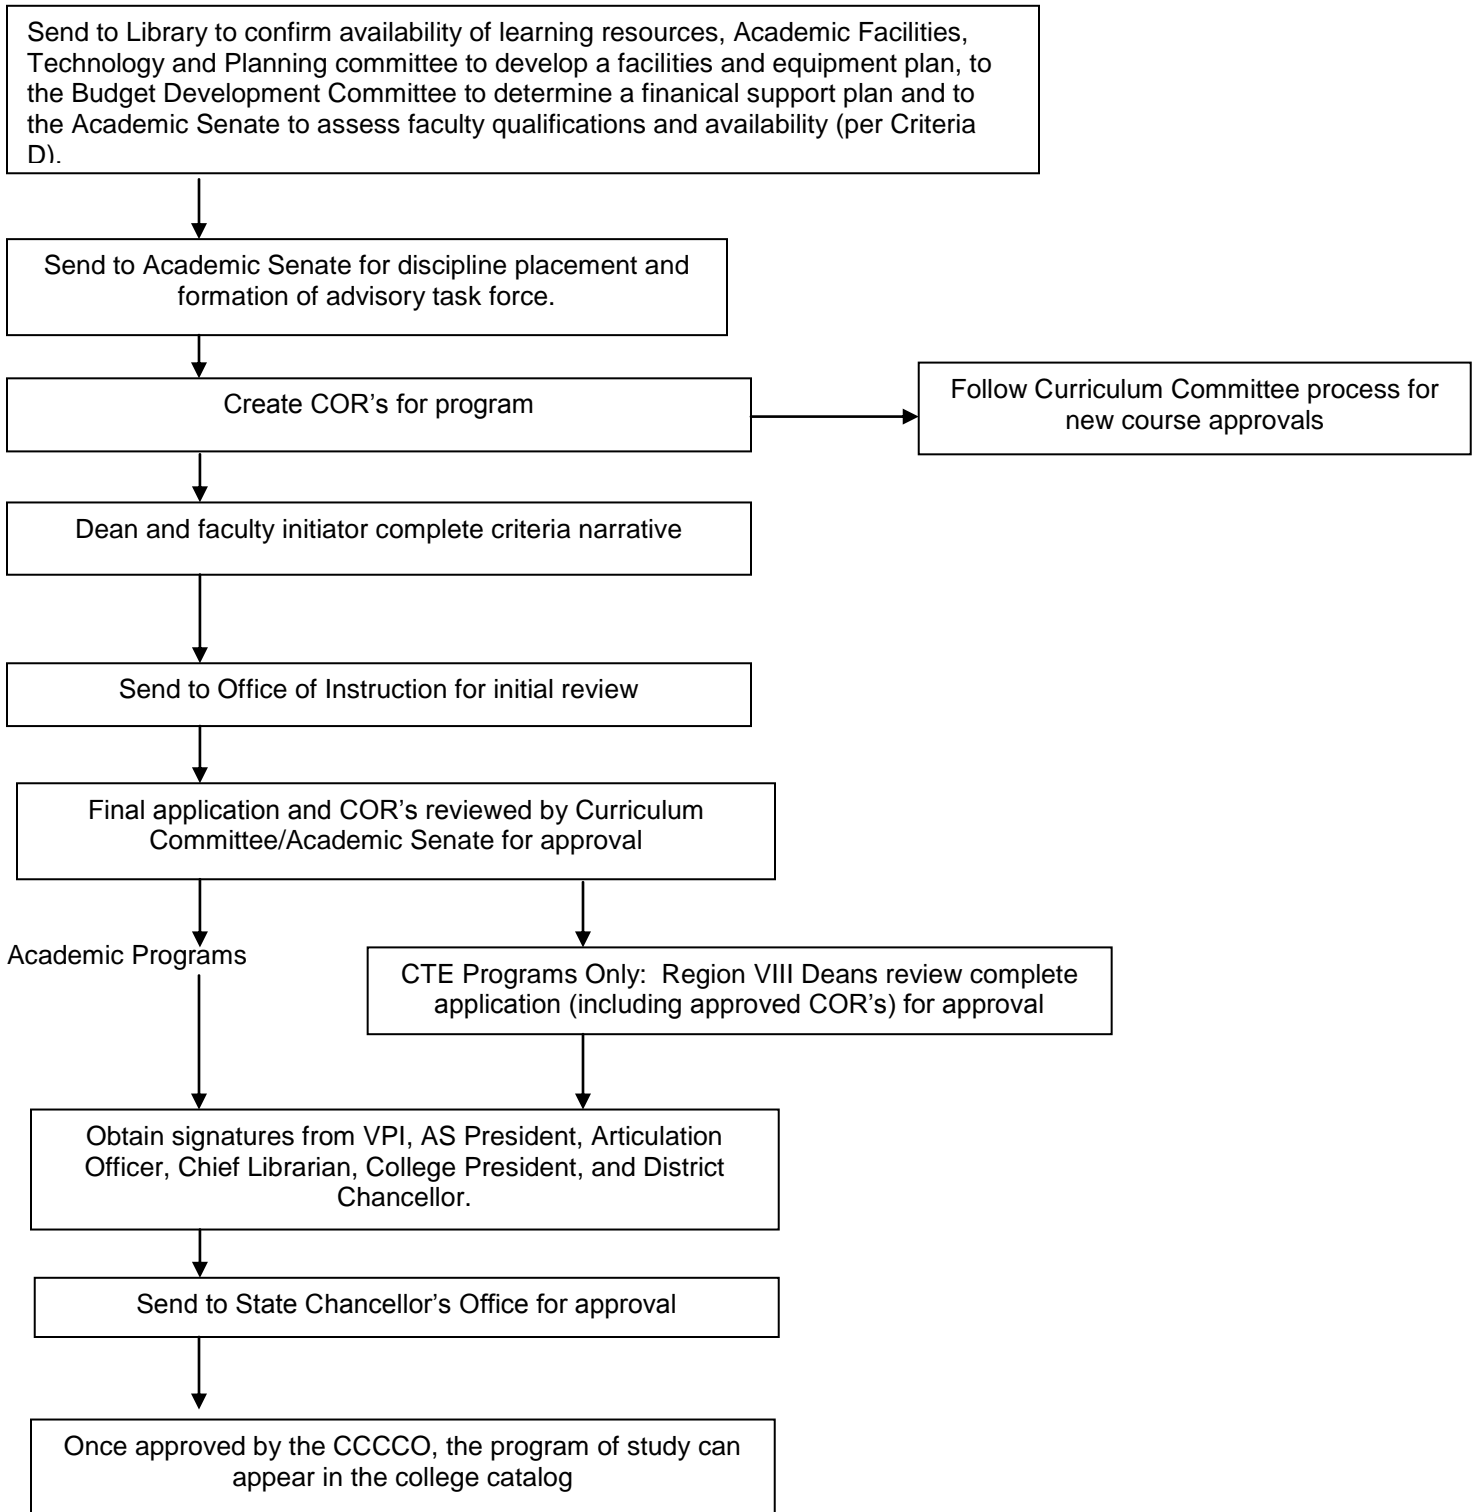 Send to Library to confirm availability of learning resources, Academic Facilities,
Technology and Planning committee to develop a facilities and equipment plan, to
the Budget Development Committee to determine a finanical support plan and to
the Academic Senate to assess faculty qualifications and availability (per Criteria
D).
Send to Academic Senate for discipline placement and
formation of advisory task force.
Create COR's for program
Follow Curriculum Committee process for
new course approvals
Dean and faculty initiator complete criteria narrative
Send to Office of Instruction for initial review
Final application and COR's reviewed by Curriculum
Committee/Academic Senate for approval
Academic Programs
CTE Programs Only:  Region VIII Deans review complete
application (including approved COR's) for approval
Obtain signatures from VPI, AS President, Articulation
Officer, Chief Librarian, College President, and District
Chancellor.
Send to State Chancellor's Office for approval
Once approved by the CCCCO, the program of study can
appear in the college catalog